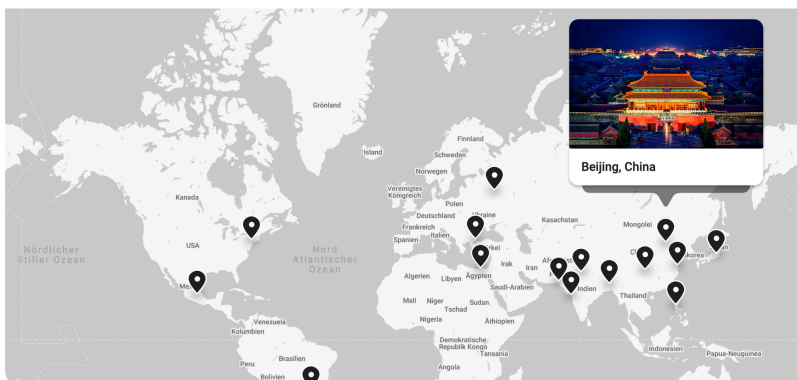 Beijing, China
Grönland
Island
Finnland
Schweden
Norwegen
Vereinigtes
Königreich
Polen
Deutschland
Ukraine
Frankreich
Italien
Spanien
Kasachstan
Mongolei
Kanada
USA
Nördlicher
Stiller Ozean
Nord
Atlantischer
Ozean
Irak
Iran
Algerien
Libyen
Ägypten
Saudi-Arabien
Indien
Thailand
Mali
Niger
Tschad
Sudan
Nigeria
Äthiopien
Venezuela
Kolumbien
Demokratische
Republik Kongo
Tansania
Indonesien
Papua-Neuguinea
Peru
Brasilien
Bolivien
Angola